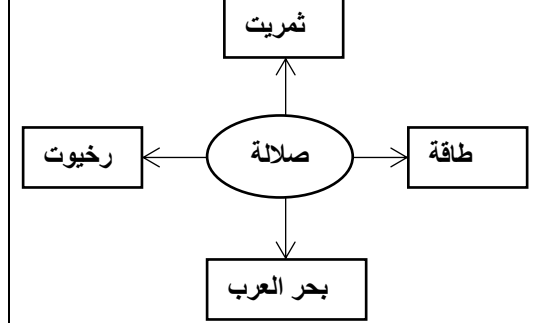 ثمريت
طاقة
صلالة
رخيوت
بحر العرب